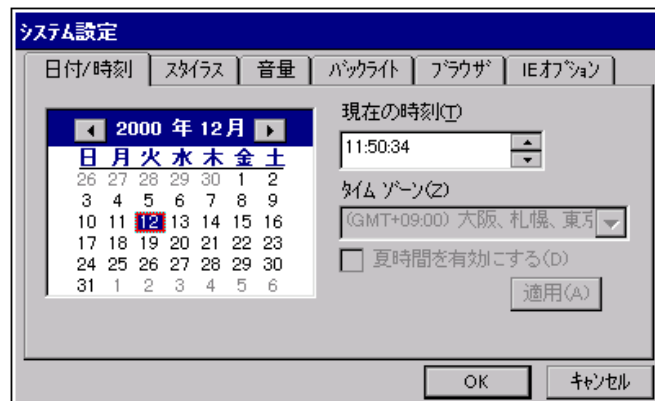 システム設定
日付/時刻 スタイラス 音量 バックライト ブラウザ IEオプション
2000 年 12月
日 月 火 水 木 金 土
26 27 28 29 30 1 2
3 4 5 6 7 8 9
10 11 12 13 14 15 16
17 18 19 20 21 22 23
24 25 26 27 28 29 30
31 1 2 3 4 5 6
現在の時刻(T)
11:50:34
タイム ゾーン(Z)
(GMT+09:00) 大阪、札幌、東京
夏時間を有効にする(D)
適用(A)
OK キャンセル